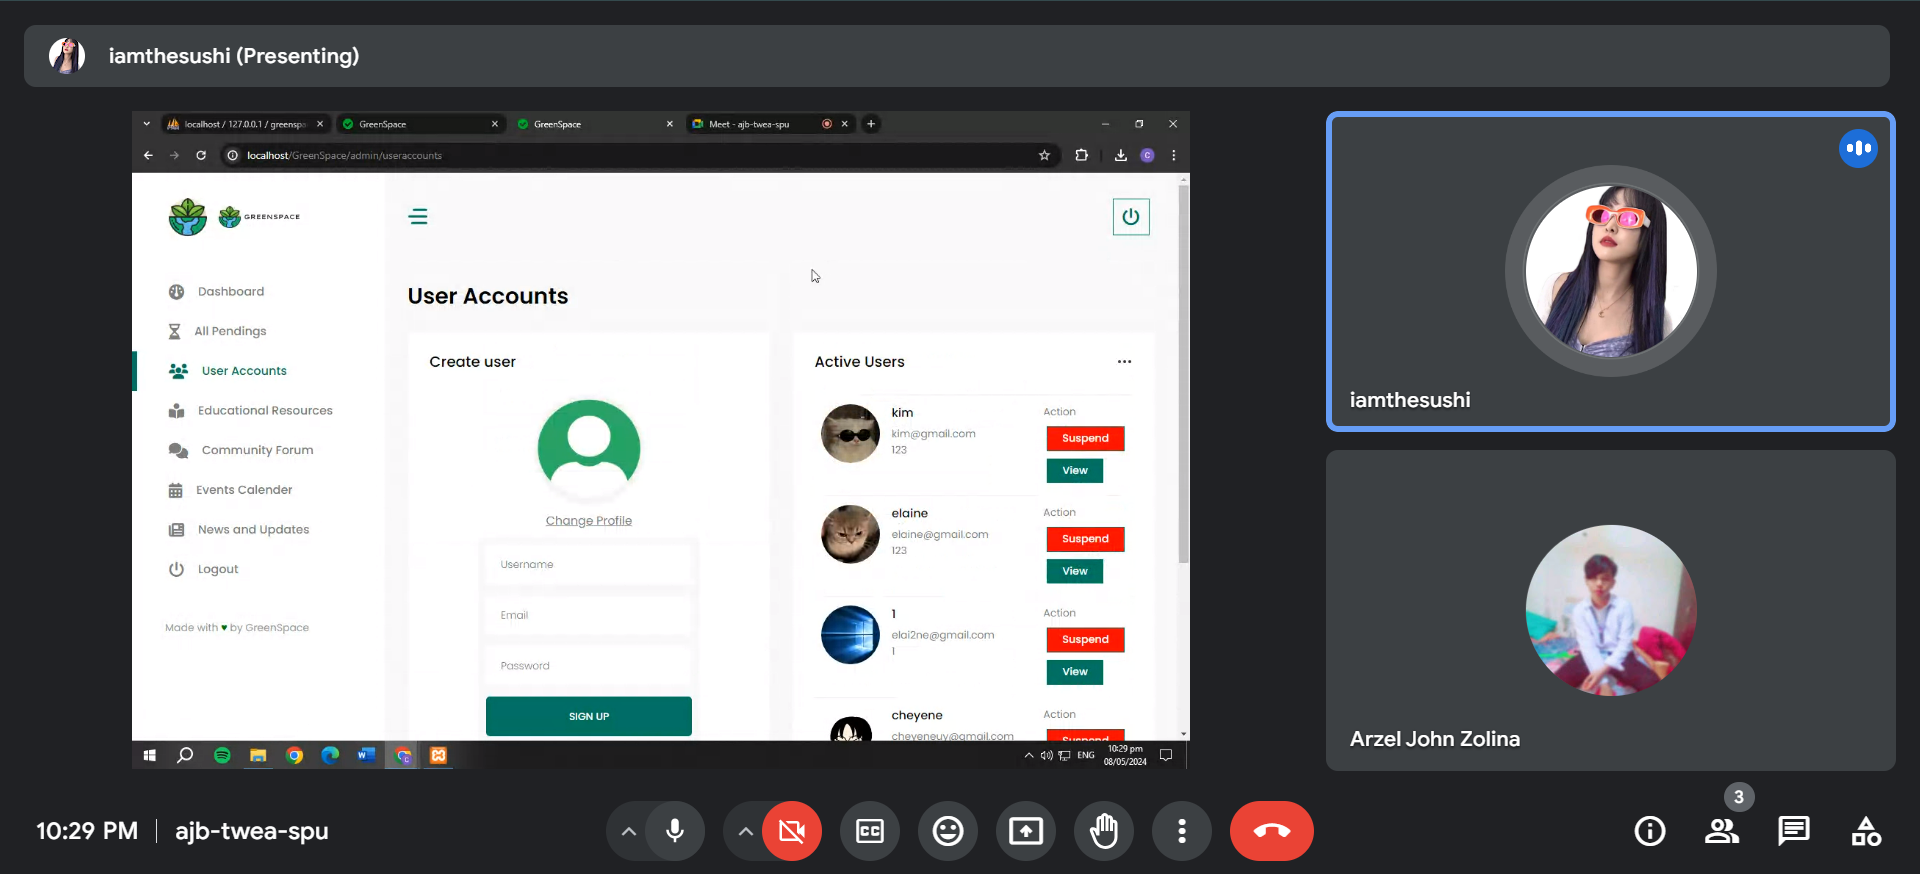 iamthesushi (Presenting)
localhost / 127.0.0.1 / greenspa
GreenSpace
GreenSpace
Meet - ajb-twea-spu
localhost/GreenSpace/admin/useraccounts
GREENSPACE
Dashboard
All Pendings
User Accounts
Educational Resources
Community Forum
Events Calender
News and Updates
Logout
Made with ♥ by GreenSpace
User Accounts
Create user
Change Profile
Username
Email
Password
SIGN UP
Active Users
kim
kim@gmail.com
123
Action
Suspend
View
elaine
elaine@gmail.com
123
Action
Suspend
View
1
elai2ne@gmail.com
1
Action
Suspend
View
cheyene
cheyeneuy@gmail.com
Action
Suspend
ENG
10:29 pm
08/05/2024
iamthesushi
Arzel John Zolina
10:29 PM
ajb-twea-spu
CC
3